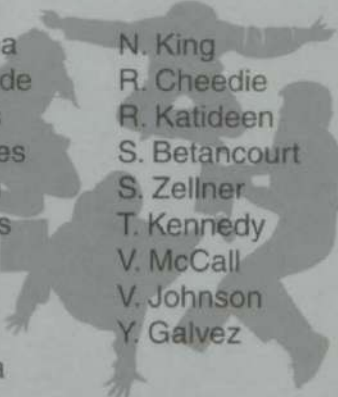 N. King
R. Cheedie
R. Katideen
S. Betancourt
S. Zellner
T. Kennedy
V. McCall
V. Johnson
Y. Galvez